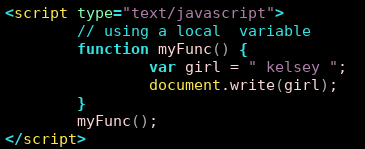 <script type="text/javascript">
        // using a local  variable
        function myFunc() {
                var girl = " kelsey ";
                document.write(girl);
        }
        myFunc();
</script>